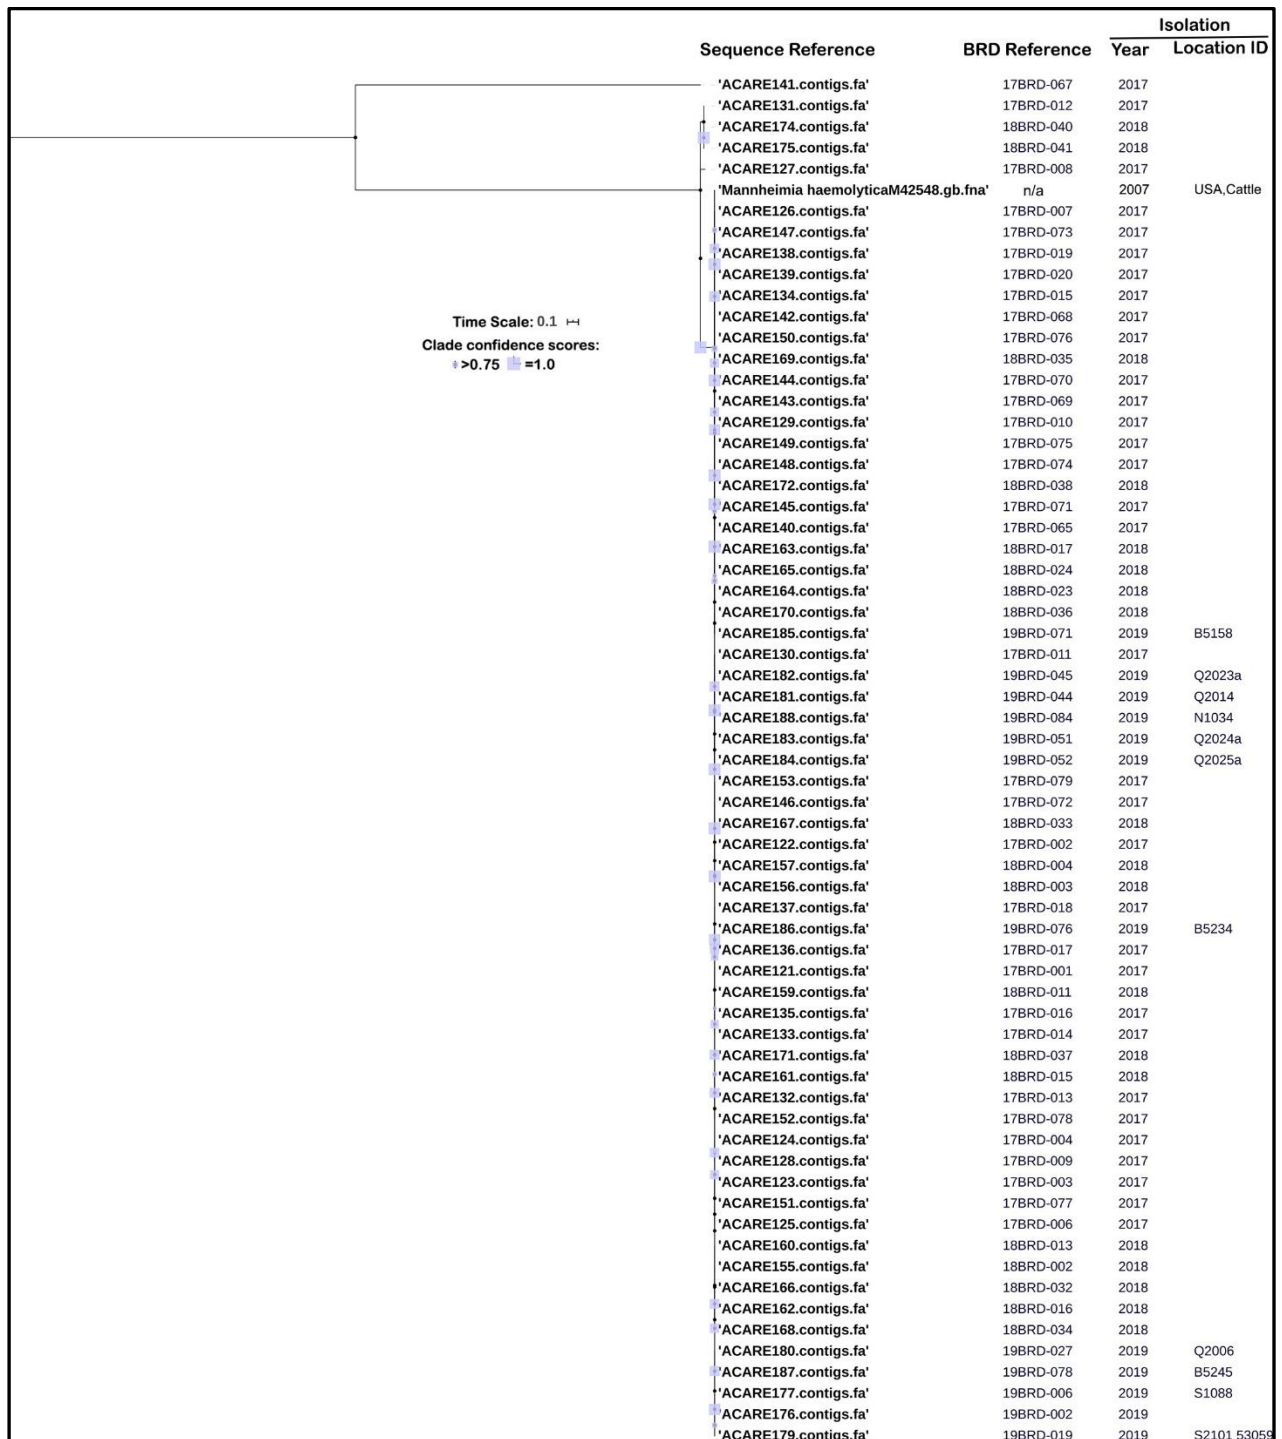 Isolation
Sequence Reference BRD Reference Year Location ID
'ACARE141.contigs.fa' 17BRD-067 2017
'ACARE131.contigs.fa' 17BRD-012 2017
'ACARE174.contigs.fa' 18BRD-040 2018
'ACARE175.contigs.fa' 18BRD-041 2018
'ACARE127.contigs.fa' 17BRD-008 2017
'Mannheimia haemolyticaM42548.gb.fna' n/a 2007 USA,Cattle
'ACARE126.contigs.fa' 17BRD-007 2017
'ACARE147.contigs.fa' 17BRD-073 2017
'ACARE138.contigs.fa' 17BRD-019 2017
'ACARE139.contigs.fa' 17BRD-020 2017
'ACARE134.contigs.fa' 17BRD-015 2017
'ACARE142.contigs.fa' 17BRD-068 2017
Time Scale: 0.1
'ACARE150.contigs.fa' 17BRD-076 2017
Clade confidence scores:
'ACARE169.contigs.fa' 18BRD-035 2018
>0.75 =1.0
'ACARE144.contigs.fa' 17BRD-070 2017
'ACARE143.contigs.fa' 17BRD-069 2017
'ACARE129.contigs.fa' 17BRD-010 2017
'ACARE149.contigs.fa' 17BRD-075 2017
'ACARE148.contigs.fa' 17BRD-074 2017
'ACARE172.contigs.fa' 18BRD-038 2018
'ACARE145.contigs.fa' 17BRD-071 2017
'ACARE140.contigs.fa' 17BRD-065 2017
'ACARE163.contigs.fa' 18BRD-017 2018
'ACARE165.contigs.fa' 18BRD-024 2018
'ACARE164.contigs.fa' 18BRD-023 2018
'ACARE170.contigs.fa' 18BRD-036 2018
'ACARE185.contigs.fa' 19BRD-071 2019 B5158
'ACARE130.contigs.fa' 17BRD-011 2017
'ACARE182.contigs.fa' 19BRD-045 2019 Q2023a
'ACARE181.contigs.fa' 19BRD-044 2019 Q2014
'ACARE188.contigs.fa' 19BRD-084 2019 N1034
'ACARE183.contigs.fa' 19BRD-051 2019 Q2024a
'ACARE184.contigs.fa' 19BRD-052 2019 Q2025a
'ACARE153.contigs.fa' 17BRD-079 2017
'ACARE146.contigs.fa' 17BRD-072 2017
'ACARE167.contigs.fa' 18BRD-033 2018
'ACARE122.contigs.fa' 17BRD-002 2017
'ACARE157.contigs.fa' 18BRD-004 2018
'ACARE156.contigs.fa' 18BRD-003 2018
'ACARE137.contigs.fa' 17BRD-018 2017
'ACARE186.contigs.fa' 19BRD-076 2019 B5234
'ACARE136.contigs.fa' 17BRD-017 2017
'ACARE121.contigs.fa' 17BRD-001 2017
'ACARE159.contigs.fa' 18BRD-011 2018
'ACARE135.contigs.fa' 17BRD-016 2017
'ACARE133.contigs.fa' 17BRD-014 2017
'ACARE171.contigs.fa' 18BRD-037 2018
'ACARE161.contigs.fa' 18BRD-015 2018
'ACARE132.contigs.fa' 17BRD-013 2017
'ACARE152.contigs.fa' 17BRD-078 2017
'ACARE124.contigs.fa' 17BRD-004 2017
'ACARE128.contigs.fa' 17BRD-009 2017
'ACARE123.contigs.fa' 17BRD-003 2017
'ACARE151.contigs.fa' 17BRD-077 2017
'ACARE125.contigs.fa' 17BRD-006 2017
'ACARE160.contigs.fa' 18BRD-013 2018
'ACARE155.contigs.fa' 18BRD-002 2018
'ACARE166.contigs.fa' 18BRD-032 2018
'ACARE162.contigs.fa' 18BRD-016 2018
'ACARE168.contigs.fa' 18BRD-034 2018
'ACARE180.contigs.fa' 19BRD-027 2019 Q2006
'ACARE187.contigs.fa' 19BRD-078 2019 B5245
'ACARE177.contigs.fa' 19BRD-006 2019 S1088
'ACARE176.contigs.fa' 19BRD-002 2019
'ACARE179.contigs.fa' 19BRD-019 2019 S2101 53059